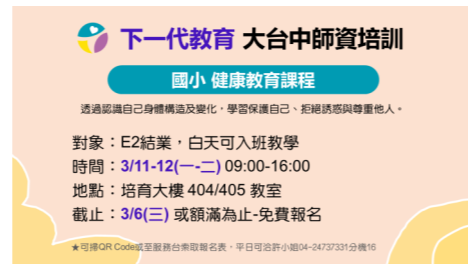 下一代教育 大台中師資培訓
國小 健康教育課程
透過認識自己身體構造及變化，學習保護自己、拒絕誘惑與尊重他人。
對象：E2結業，白天可入班教學
時間：3/11-12(一-二) 09:00-16:00
地點：培育大樓 404/405 教室
截止：3/6(三) 或額滿為止-免費報名
★可掃QR Code或至服務台索取報名表，平日可洽許小姐04-24737331分機16